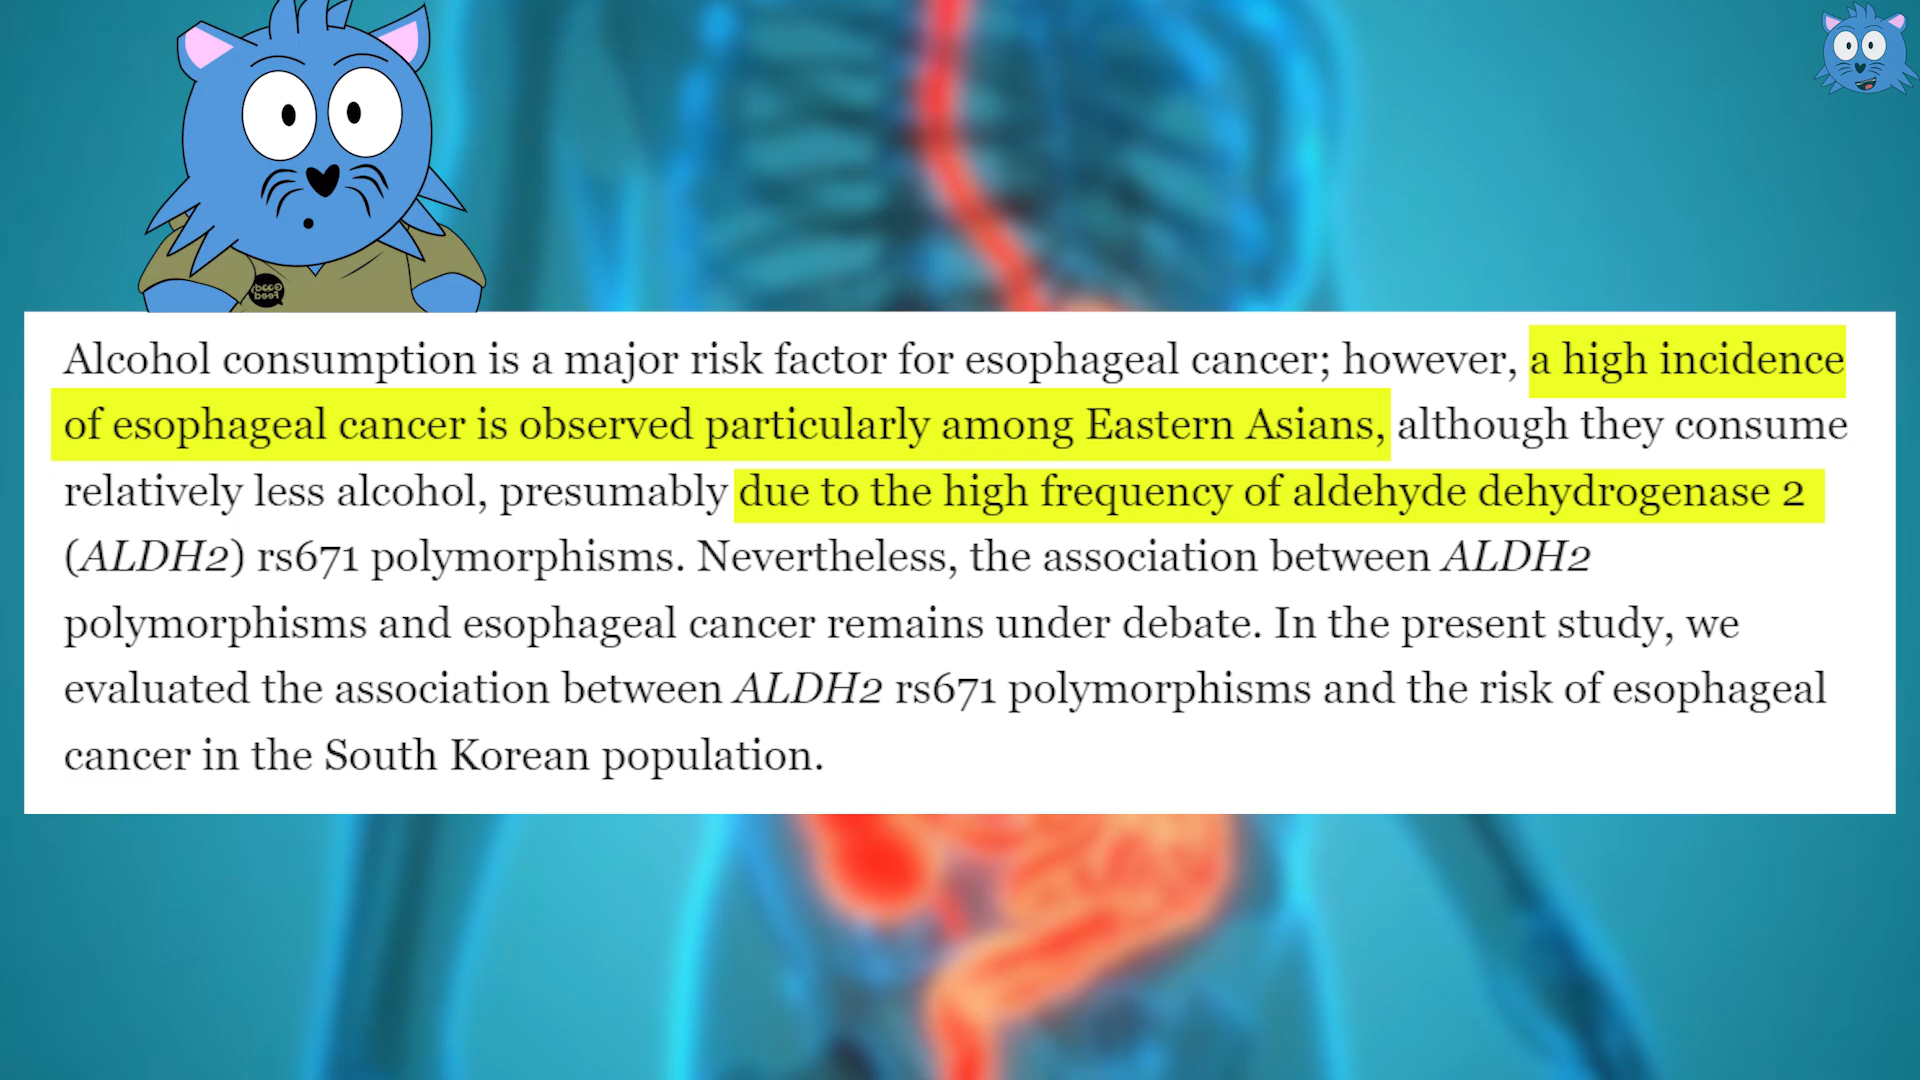 Alcohol consumption is a major risk factor for esophageal cancer; however, a high incidence
of esophageal cancer is observed particularly among Eastern Asians, although they consume
relatively less alcohol, presumably due to the high frequency of aldehyde dehydrogenase 2
(ALDH2) rs671 polymorphisms. Nevertheless, the association between ALDH2
polymorphisms and esophageal cancer remains under debate. In the present study, we
evaluated the association between ALDH2 rs671 polymorphisms and the risk of esophageal
cancer in the South Korean population.